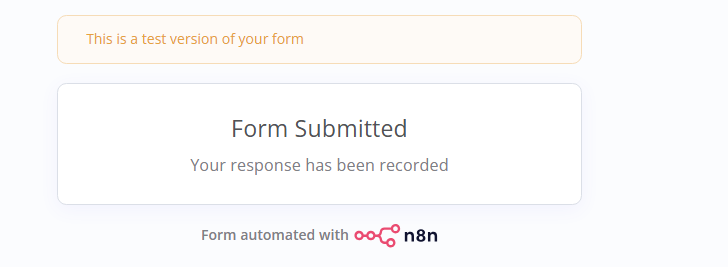 This is a test version of your form
Form Submitted
Your response has been recorded
Form automated with n8n